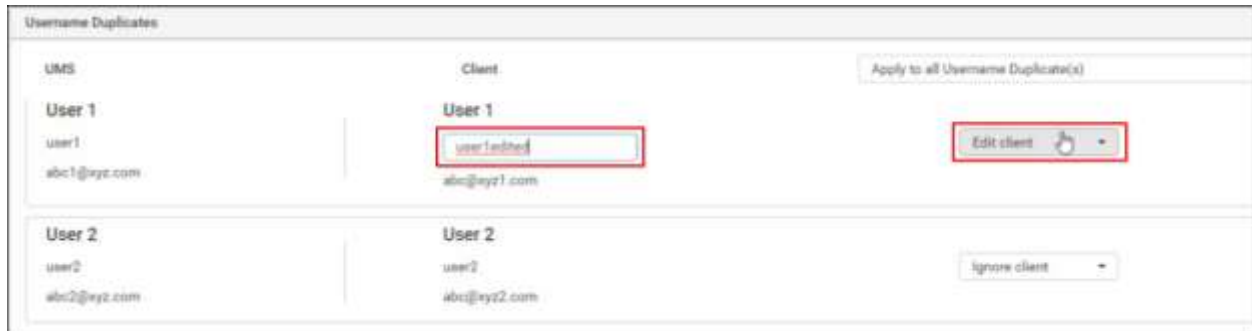 Username Duplicates
UMS Client Apply to all Username Duplicate(s)
User 1 User 1
user1 user1edited Edit client
abc1@xyz.com abc@xyz1.com
User 2 User 2
user2 user2 Ignore client
abc2@xyz.com abc@xyz2.com